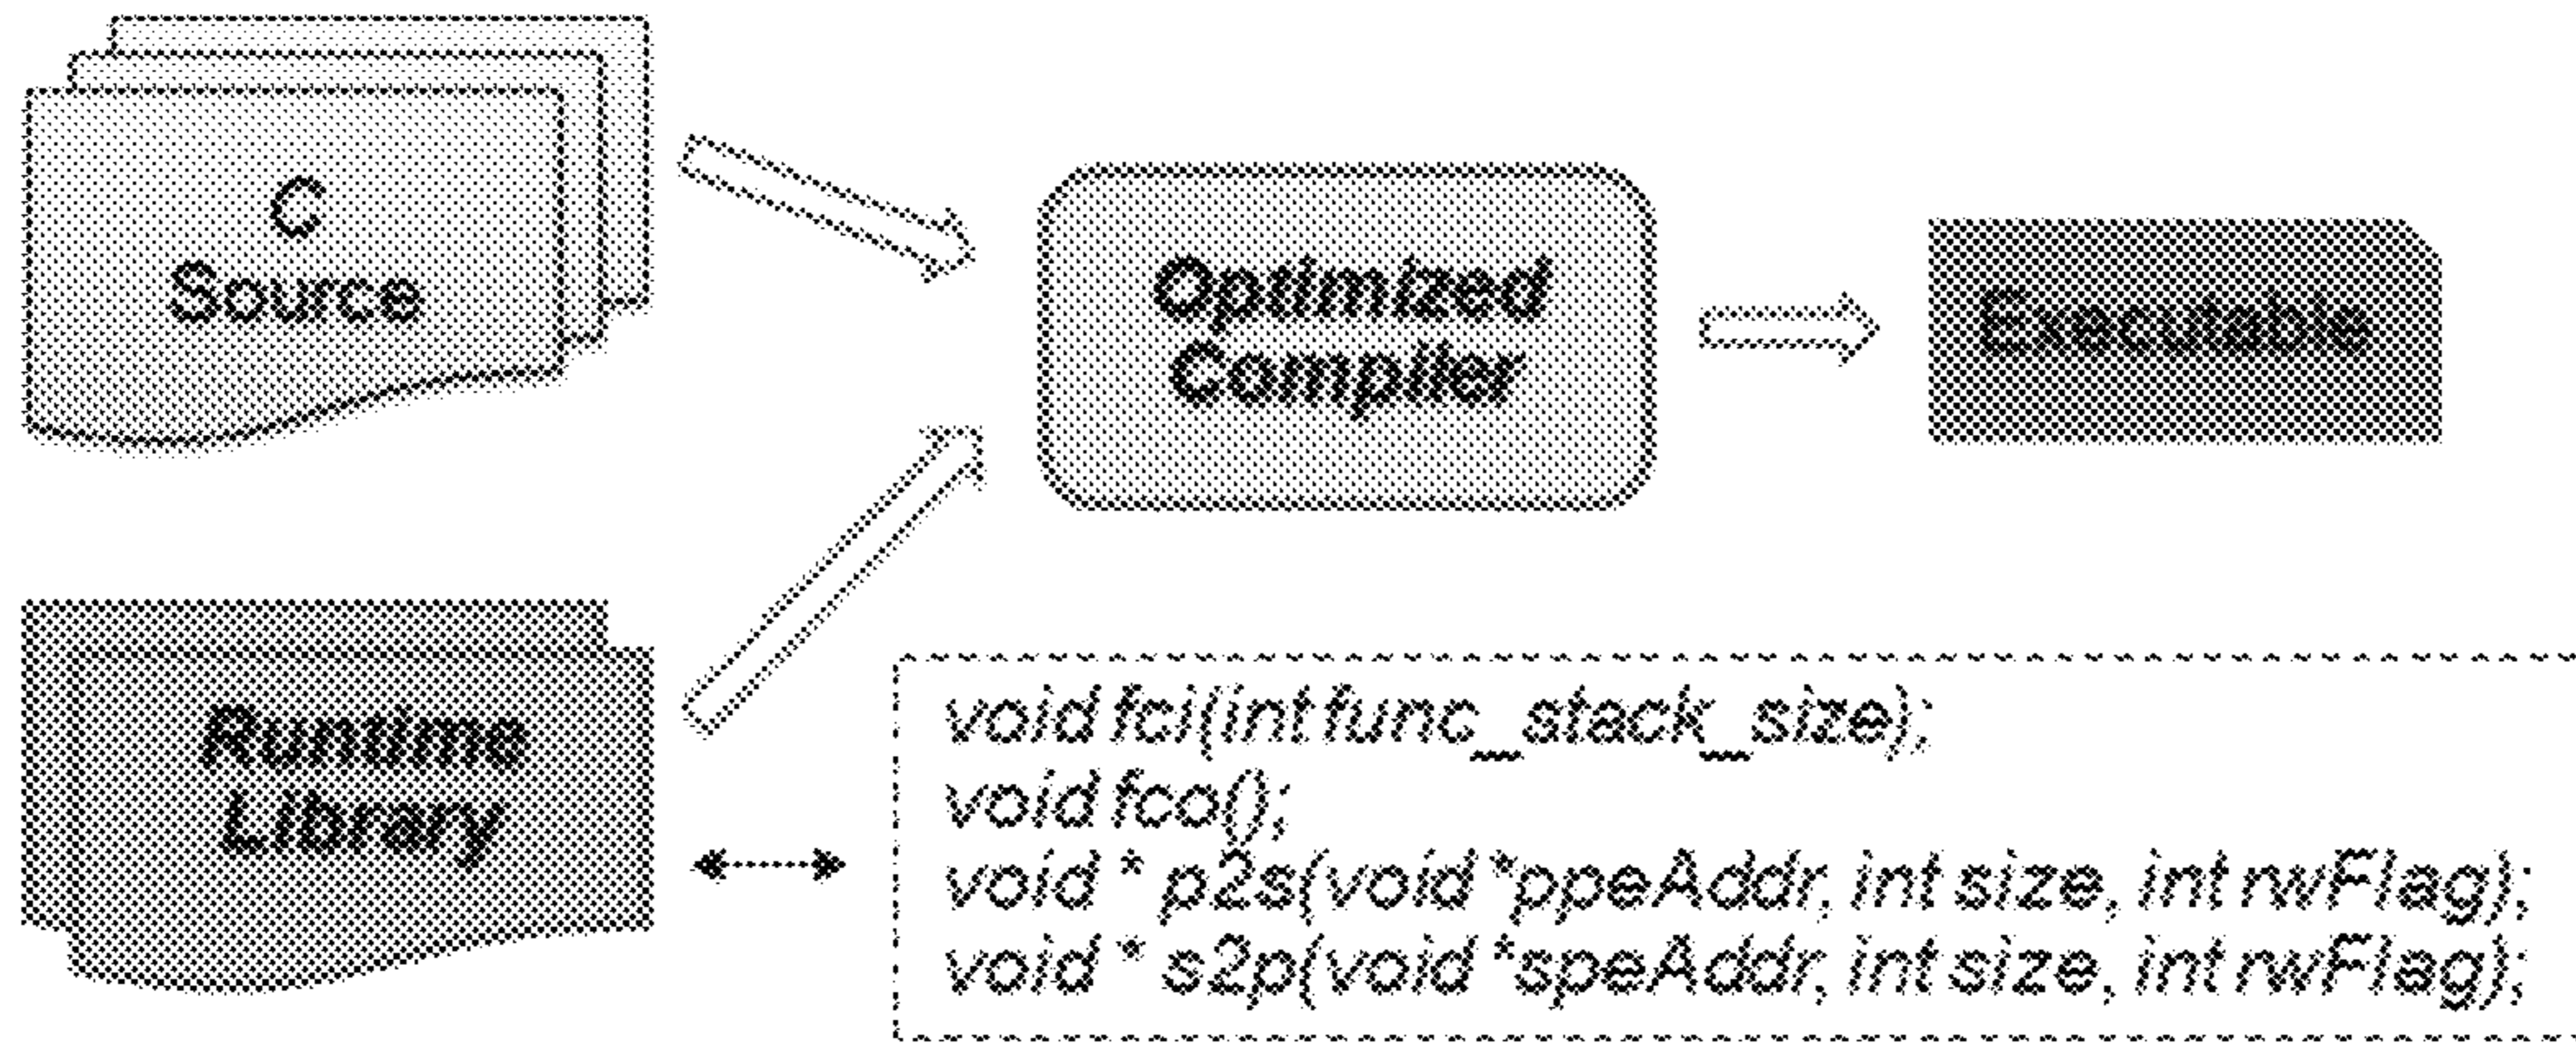 C
Source
Optimized
Compiler
Executable
Runtime
Library
void fci(int func_stack_size);
void fco();
void * p2s(void *ppeAddr, int size, int rwFlag);
void * s2p(void *speAddr, int size, int rwFlag);